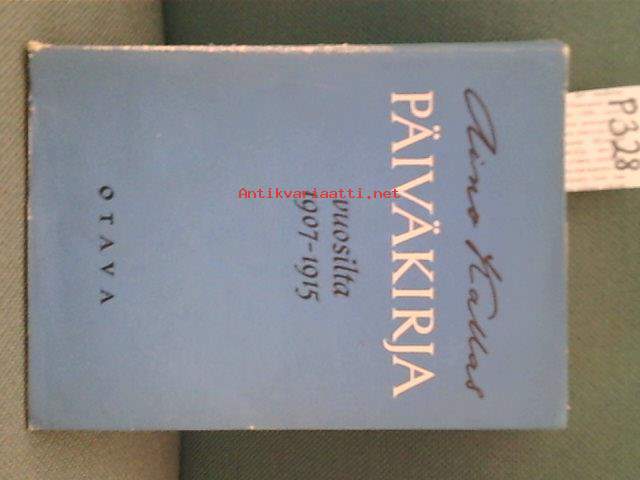 Aino Kallas
PÄIVÄKIRJA
vuosilta
1907-1915
OTAVA
P328
Antikvariaatti.net